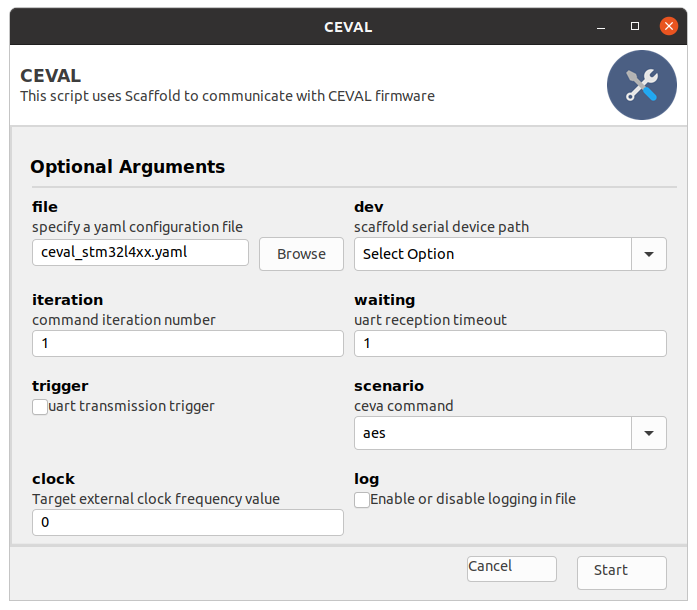 CEVAL
CEVAL
This script uses Scaffold to communicate with CEVAL firmware
Optional Arguments
file
specify a yaml configuration file
ceval_stm32l4xx.yaml
Browse
dev
scaffold serial device path
Select Option
iteration
command iteration number
1
waiting
uart reception timeout
1
trigger
uart transmission trigger
scenario
ceva command
aes
clock
Target external clock frequency value
0
log
Enable or disable logging in file
Cancel
Start